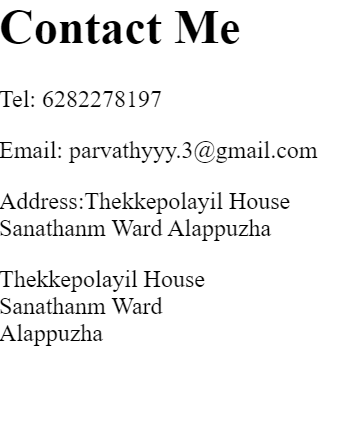 Contact Me
Tel: 6282278197
Email: parvathyyy.3@gmail.com
Address:Thekkepolayil House
Sanathanm Ward Alappuzha
Thekkepolayil House
Sanathanm Ward
Alappuzha